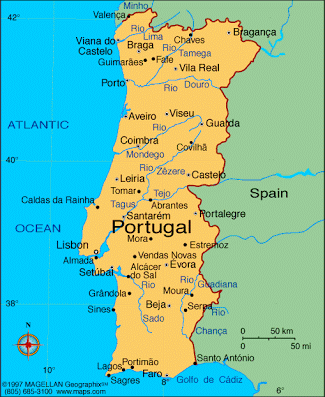 42°
Minho
Valença
Rio
Lima
Viana do
Castelo
Rio
Chaves
Bragança
Braga
Tamega
Guimarães
Fafe
Vila Real
Porto
Rio
Douro
ATLANTIC
Aveiro
Viseu
Rio
Guarda
Coimbra
Mondego
Covilhã
40°
Rio
Zêzere
Castelo
Leiria
Tomar
Tejo
Caldas da Rainha
Tagus
Abrantes
Spain
Santarém
Portalegre
OCEAN
Portugal
Lisbon
Mora
Estremoz
Almada
Vendas Novas
Setúbal
Alcácer
do Sal
Évora
Rio
Grândola
Guadiana
Moura
38°
Beja
Sines
Rio
Sado
Serpa
Rio
Chança
0
50 km
0
50 mi
N
Santo António
Lagos
Portimão
10°
8°
6°
©1997 MAGELLAN Geographix℠
(805) 685-3100 www.maps.com
Sagres
Faro
Golfo de Cádiz